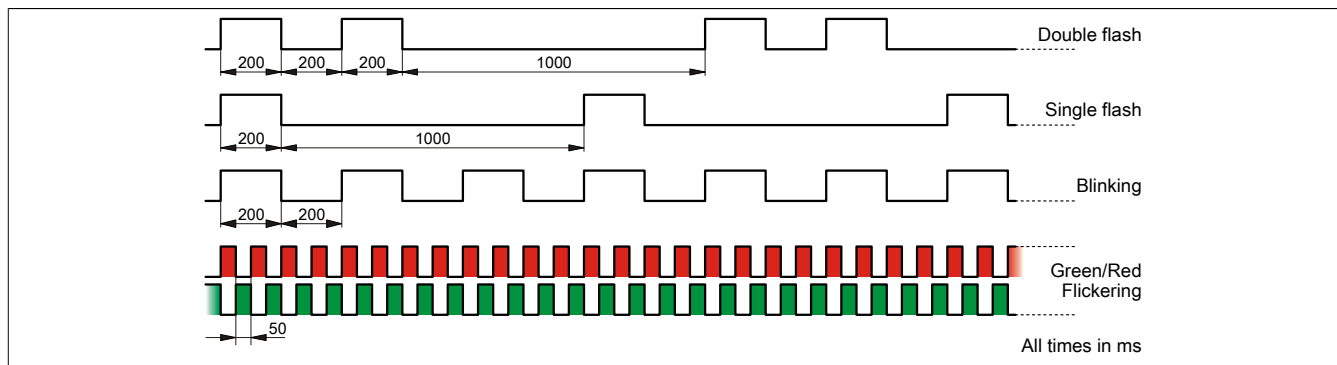 Double flash
200 200 200 1000
Single flash
200 1000
Blinking
200 200
Green/Red
Flickering
50
All times in ms